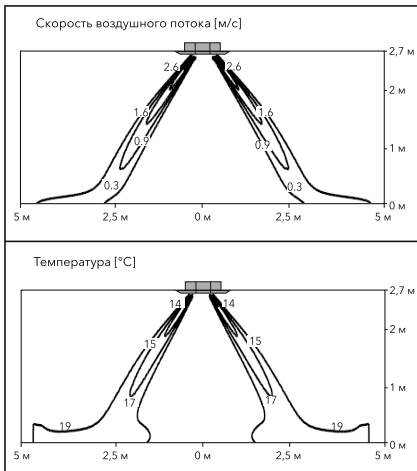 Скорость воздушного потока [м/с]
2,7 м
2.6 2.6
2 м
1.6 1.6
0.9 0.9
1 м
0.3 0.3
0 м
5 м 2,5 м 0 м 2,5 м 5 м
Температура [°C]
2,7 м
14 14
2 м
15 15
17 17
1 м
19 19
0 м
5 м 2,5 м 0 м 2,5 м 5 м